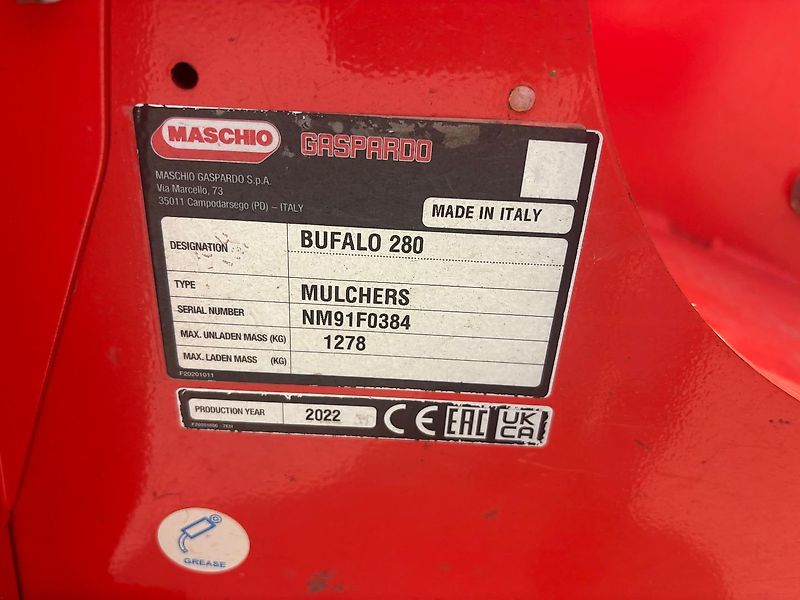 MASCHIO GASPARDO
MASCHIO GASPARDO S.p.A.
Via Marcello, 73
35011 Campodarsego (PD) – ITALY
MADE IN ITALY
DESIGNATION BUFALO 280
TYPE MULCHERS
SERIAL NUMBER NM91F0384
MAX. UNLADEN MASS (KG) 1278
MAX. LADEN MASS (KG)
F20201011
PRODUCTION YEAR 2022 CE EAC UKCA
GREASE